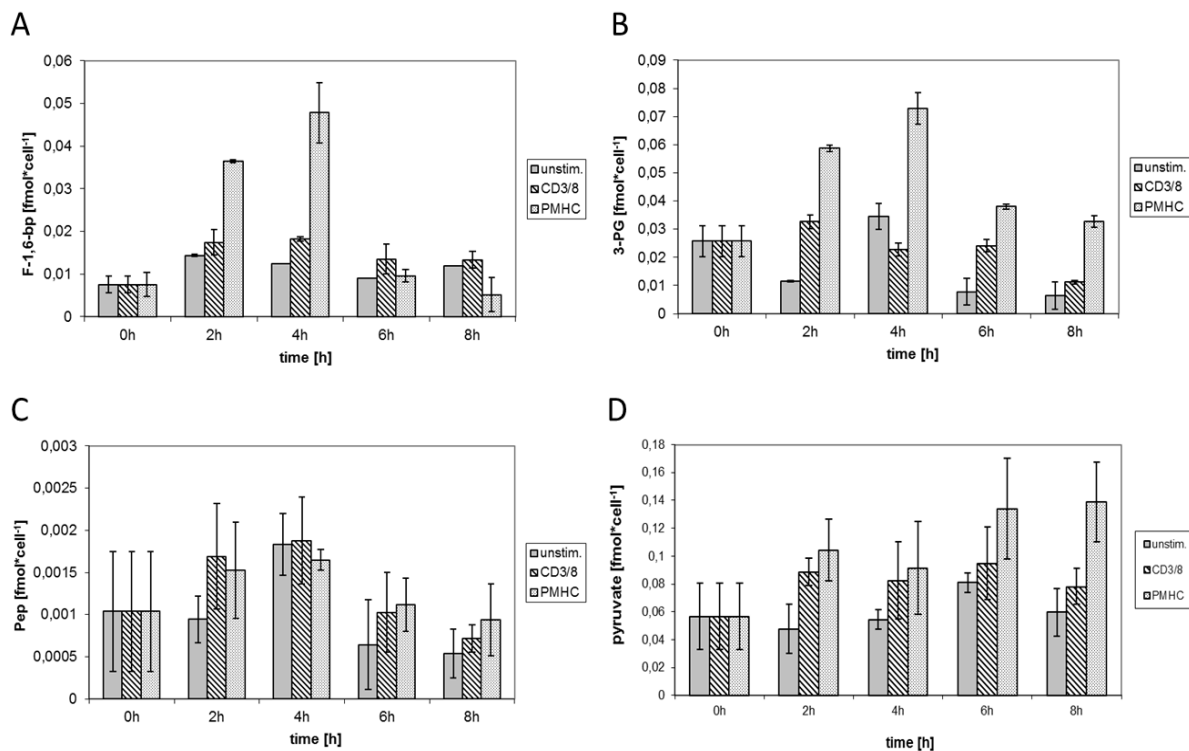 A
F-1,6-bp [fmol*cell⁻¹]
0,06
0,05
0,04
0,03
0,02
0,01
0
0h 2h 4h 6h 8h
time [h]
unstim.
CD3/8
PMHC
B
3-PG [fmol*cell⁻¹]
0,09
0,08
0,07
0,06
0,05
0,04
0,03
0,02
0,01
0
0h 2h 4h 6h 8h
time [h]
unstim.
CD3/8
PMHC
C
Pep [fmol*cell⁻¹]
0,003
0,0025
0,002
0,0015
0,001
0,0005
0
0h 2h 4h 6h 8h
time [h]
unstim.
CD3/8
PMHC
D
pyruvate [fmol*cell⁻¹]
0,18
0,16
0,14
0,12
0,1
0,08
0,06
0,04
0,02
0
0h 2h 4h 6h 8h
time [h]
unstim.
CD3/8
PMHC